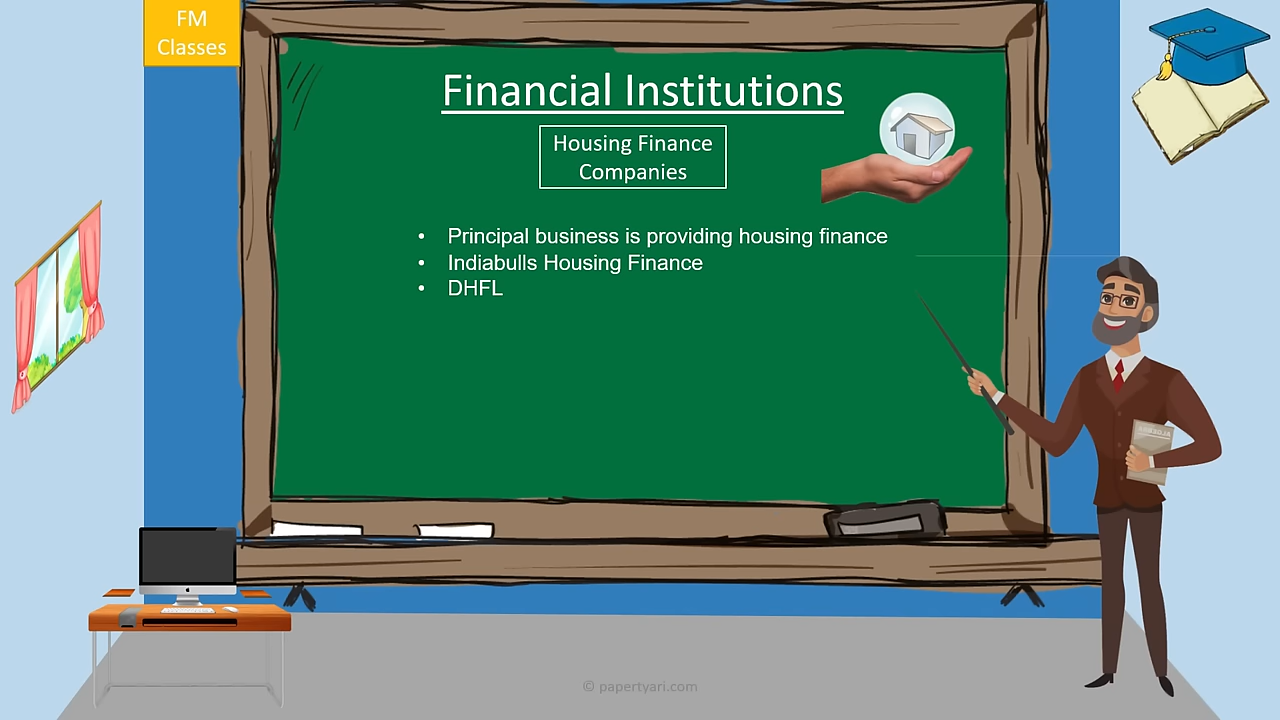 FM
Classes
Financial Institutions
Housing Finance
Companies
• Principal business is providing housing finance
• Indiabulls Housing Finance
• DHFL
© papertyari.com